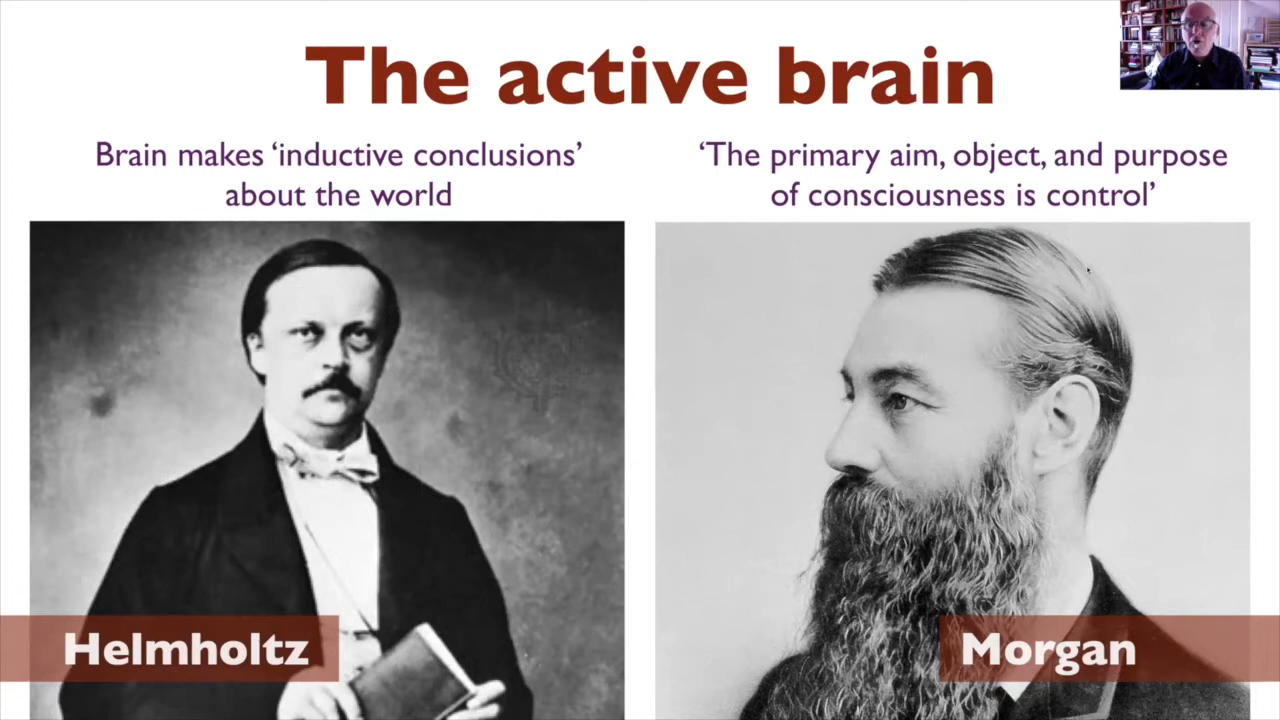 The active brain
Brain makes ‘inductive conclusions’
about the world
‘The primary aim, object, and purpose
of consciousness is control’
Helmholtz
Morgan